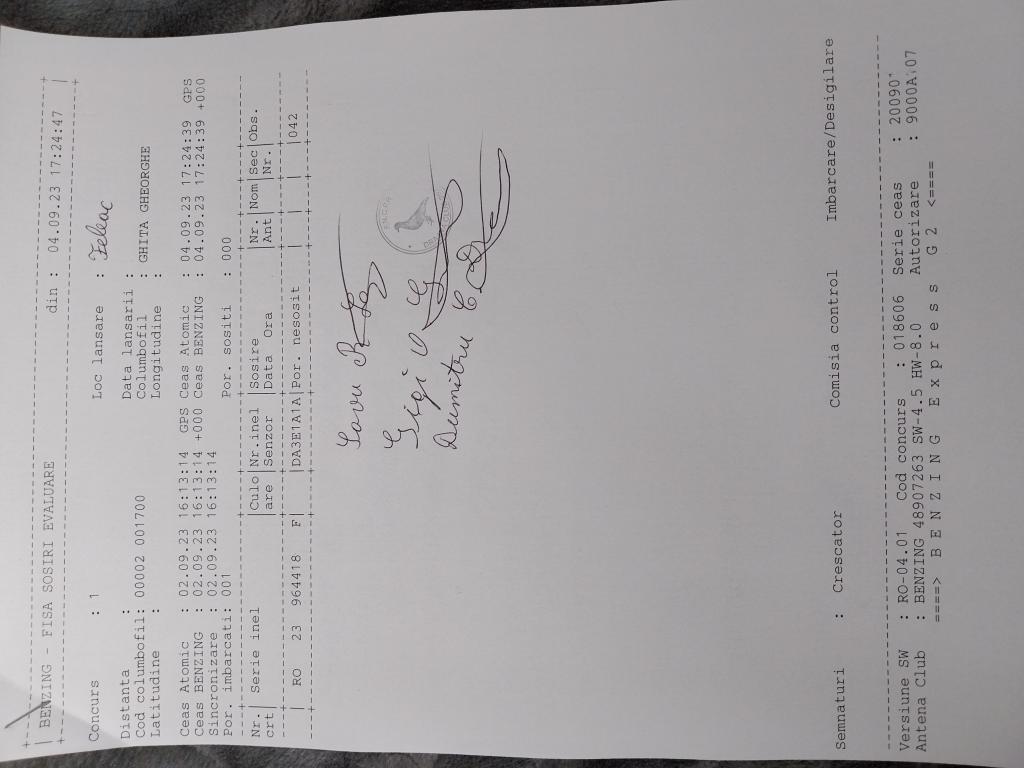 BENZING - FISA SOSIRI EVALUARE din : 04.09.23 17:24:47
Concurs : 1 Loc lansare : Feleac
Distanta : Data lansarii :
Cod columbofil: 00002 001700 Columbofil : GHITA GHEORGHE
Latitudine : Longitudine :
Ceas Atomic : 02.09.23 16:13:14 GPS Ceas Atomic : 04.09.23 17:24:39 GPS
Ceas BENZING : 02.09.23 16:13:14 +000 Ceas BENZING : 04.09.23 17:24:39 +000
Sincronizare : 02.09.23 16:13:14
Por. imbarcati: 001 Por. sositi : 000
Nr.| Serie inel |Culo|Nr.inel |Sosire |Nr. |Nom|Sec|Obs.
crt| |are |Senzor |Data Ora |Ant | |Nr.|
| RO 23 964418 F| |DA3E1A1A|Por. nesosit | | | |042
Savu
Gigi V
Dumitru C
Semnaturi : Crescator Comisia control Imbarcare/Desigilare
Versiune SW : RO-04.01 Cod concurs : 018606 Serie ceas : 20090
Antena Club : BENZING 48907263 SW-4.5 HW-8.0 Autorizare : 9000A 07
====> B E N Z I N G E x p r e s s G 2 <====